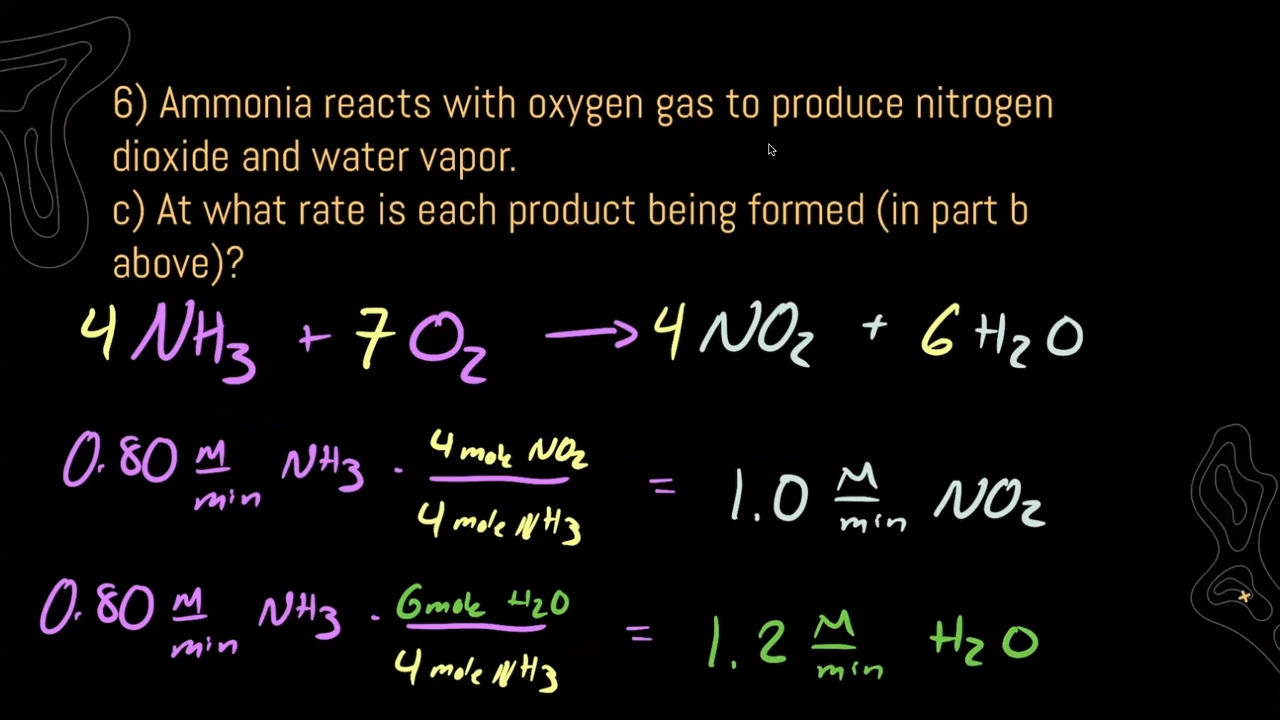 6) Ammonia reacts with oxygen gas to produce nitrogen
dioxide and water vapor.
c) At what rate is each product being formed (in part b
above)?
4 NH₃ + 7 O₂ → 4 NO₂ + 6 H₂O
0.80 M/min NH₃ · 4 mole NO₂ / 4 mole NH₃ = 1.0 M/min NO₂
0.80 M/min NH₃ · 6 mole H₂O / 4 mole NH₃ = 1.2 M/min H₂O